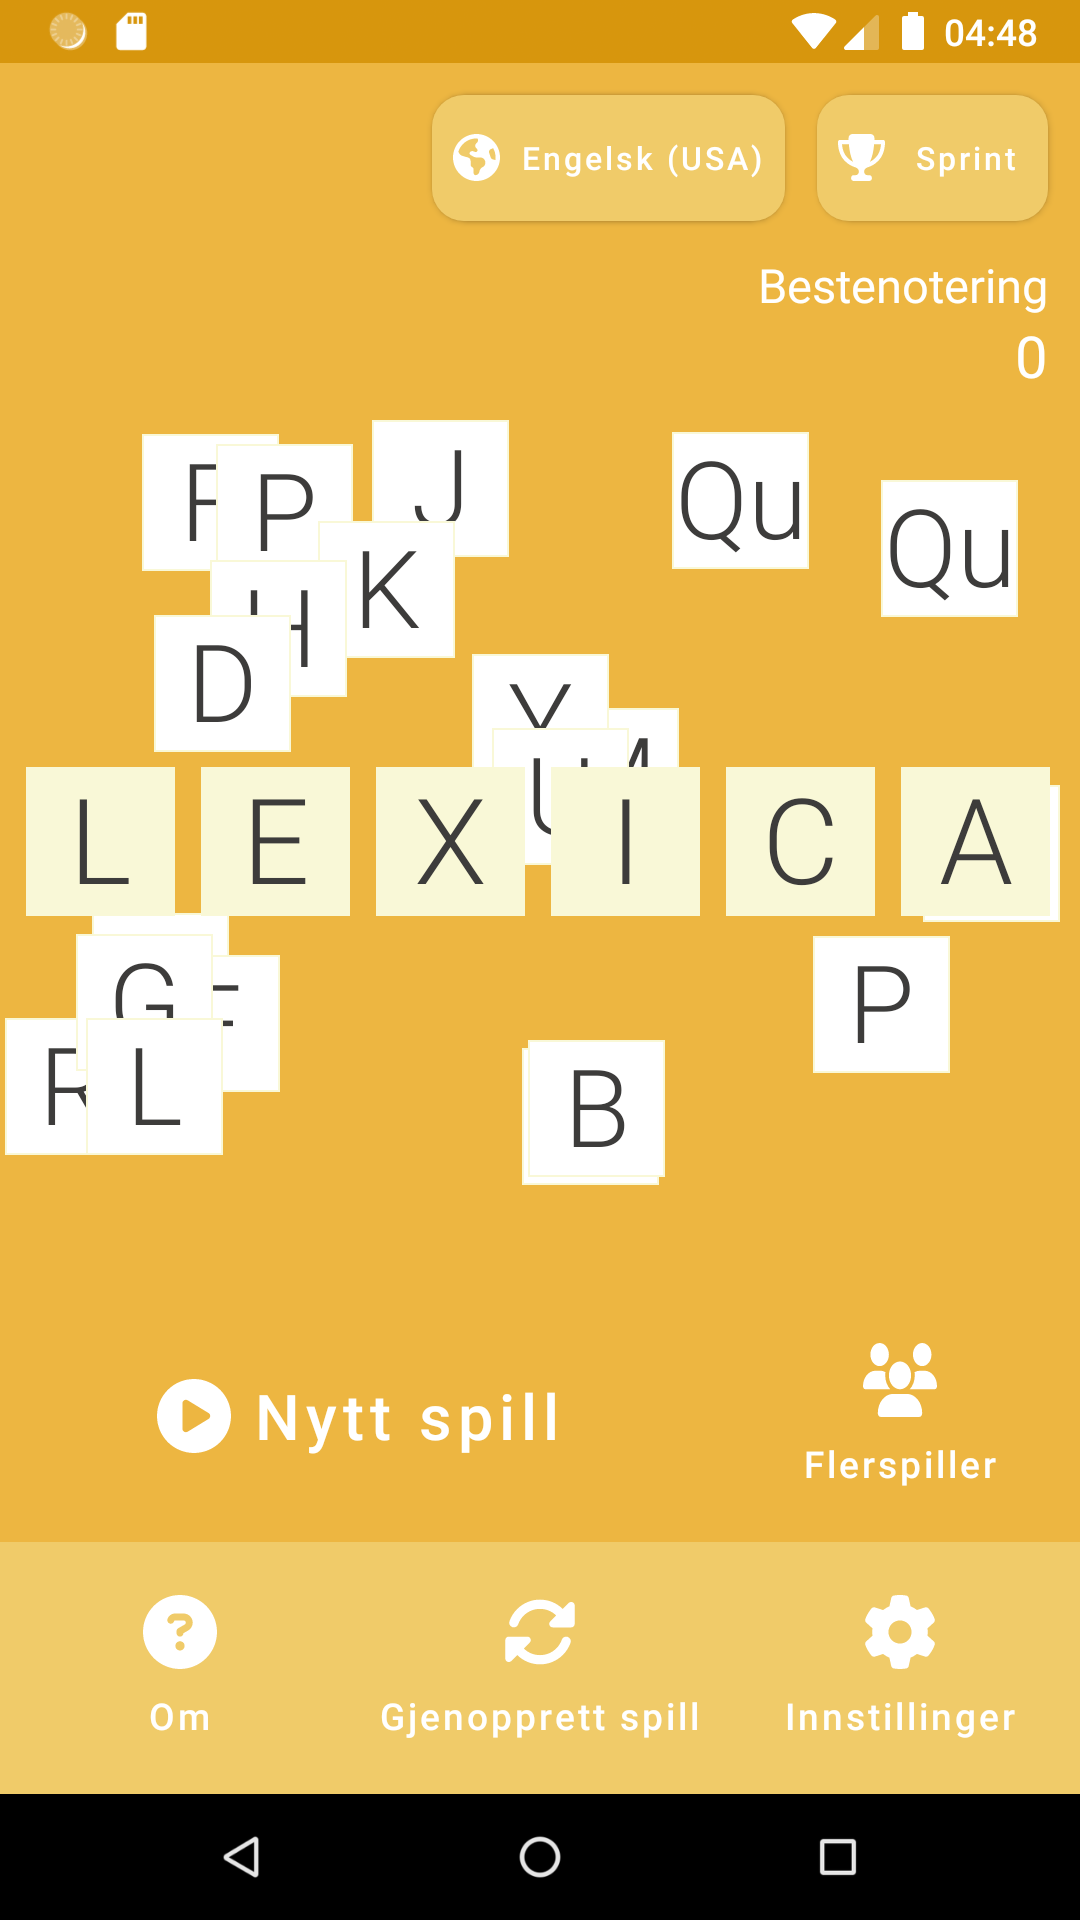 04:48
Engelsk (USA)
Sprint
Bestenotering
0
J
P
Qu
Qu
K
H
D
Y
U
L E X I C A
G
P
R
L
B
Nytt spill
Flerspiller
Om
Gjenopprett spill
Innstillinger